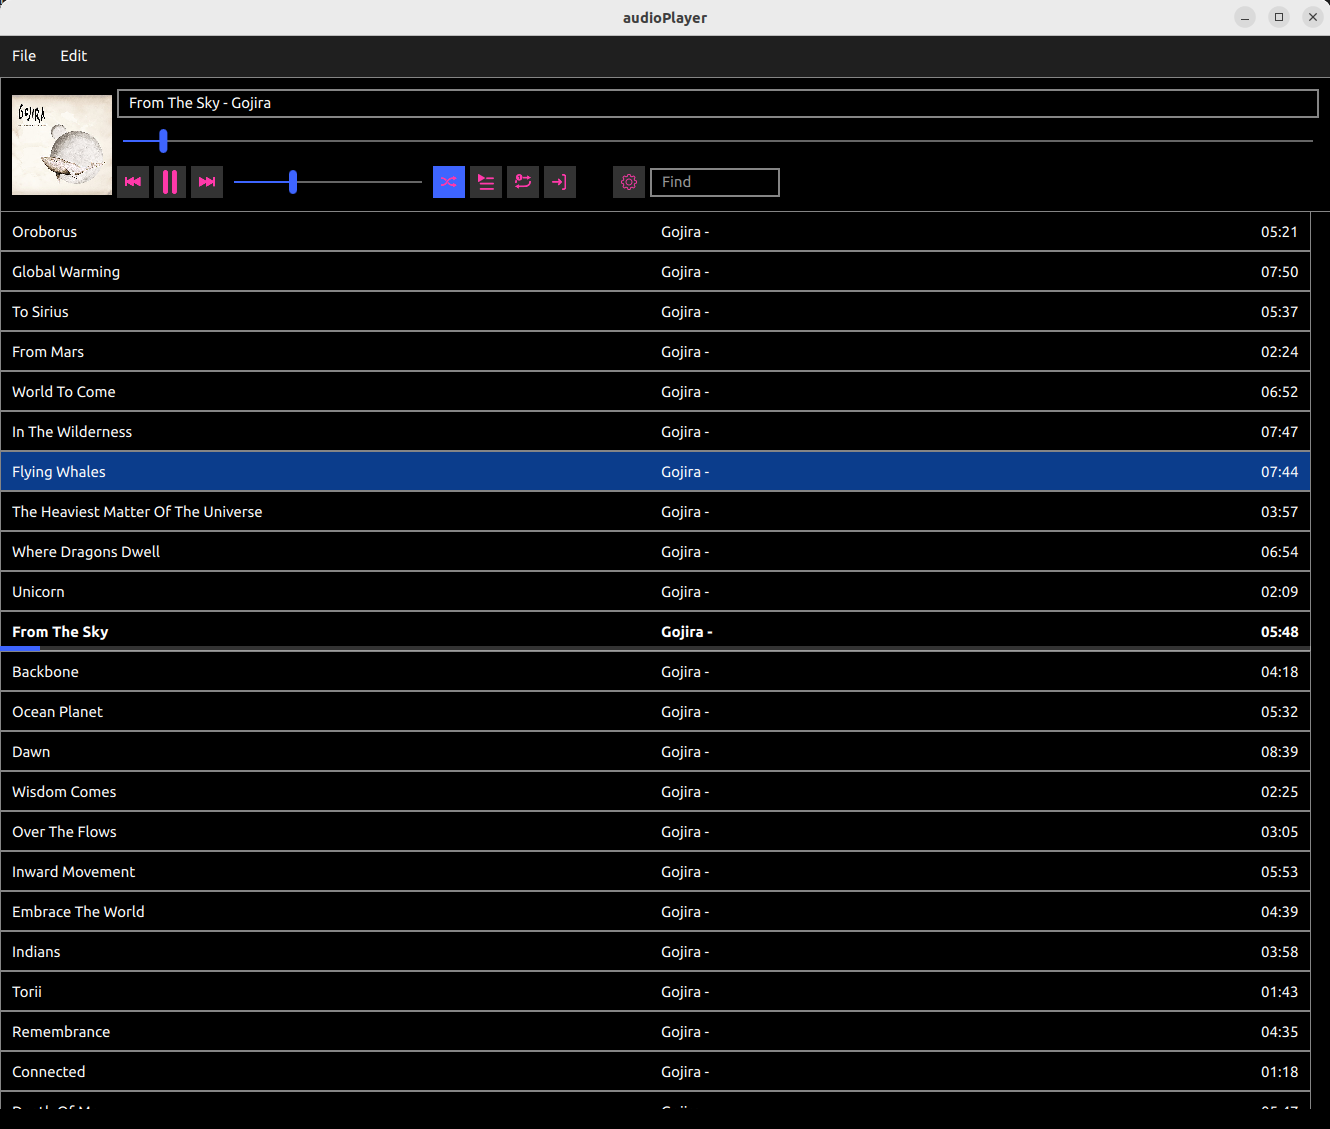 audioPlayer
File Edit
GOJIRA
From The Sky - Gojira
Find
Oroborus Gojira - 05:21
Global Warming Gojira - 07:50
To Sirius Gojira - 05:37
From Mars Gojira - 02:24
World To Come Gojira - 06:52
In The Wilderness Gojira - 07:47
Flying Whales Gojira - 07:44
The Heaviest Matter Of The Universe Gojira - 03:57
Where Dragons Dwell Gojira - 06:54
Unicorn Gojira - 02:09
From The Sky Gojira - 05:48
Backbone Gojira - 04:18
Ocean Planet Gojira - 05:32
Dawn Gojira - 08:39
Wisdom Comes Gojira - 02:25
Over The Flows Gojira - 03:05
Inward Movement Gojira - 05:53
Embrace The World Gojira - 04:39
Indians Gojira - 03:58
Torii Gojira - 01:43
Remembrance Gojira - 04:35
Connected Gojira - 01:18